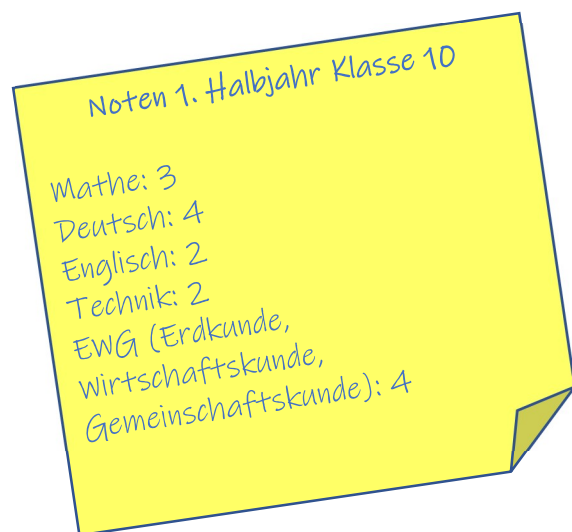 Noten 1. Halbjahr Klasse 10
Mathe: 3
Deutsch: 4
Englisch: 2
Technik: 2
EWG (Erdkunde,
Wirtschaftskunde,
Gemeinschaftskunde): 4